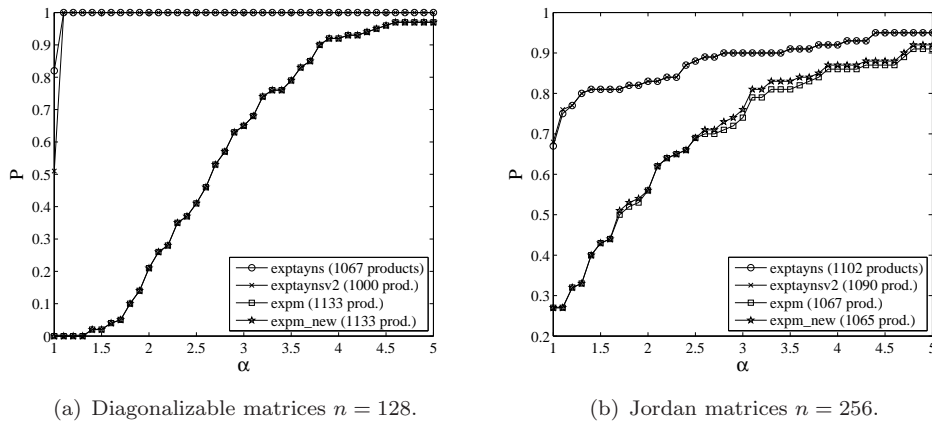 1
0.9
0.8
0.7
0.6
0.5
0.4
0.3
0.2
0.1
0
P
1 1.5 2 2.5 3 3.5 4 4.5 5
α
exptayns (1067 products)
exptaynsv2 (1000 prod.)
expm (1133 prod.)
expm_new (1133 prod.)
(a) Diagonalizable matrices n = 128.
1
0.9
0.8
0.7
0.6
0.5
0.4
0.3
0.2
P
1 1.5 2 2.5 3 3.5 4 4.5 5
α
exptayns (1102 products)
exptaynsv2 (1090 prod.)
expm (1067 prod.)
expm_new (1065 prod.)
(b) Jordan matrices n = 256.